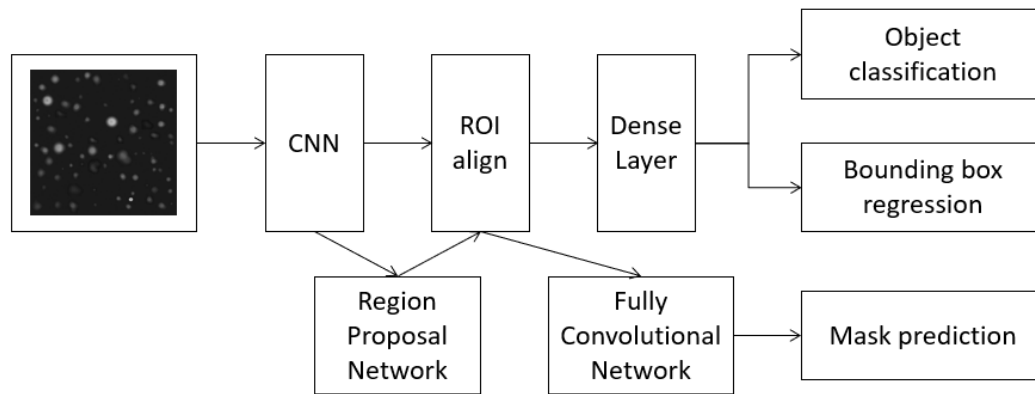 CNN
ROI
align
Dense
Layer
Object
classification
Bounding box
regression
Region
Proposal
Network
Fully
Convolutional
Network
Mask prediction